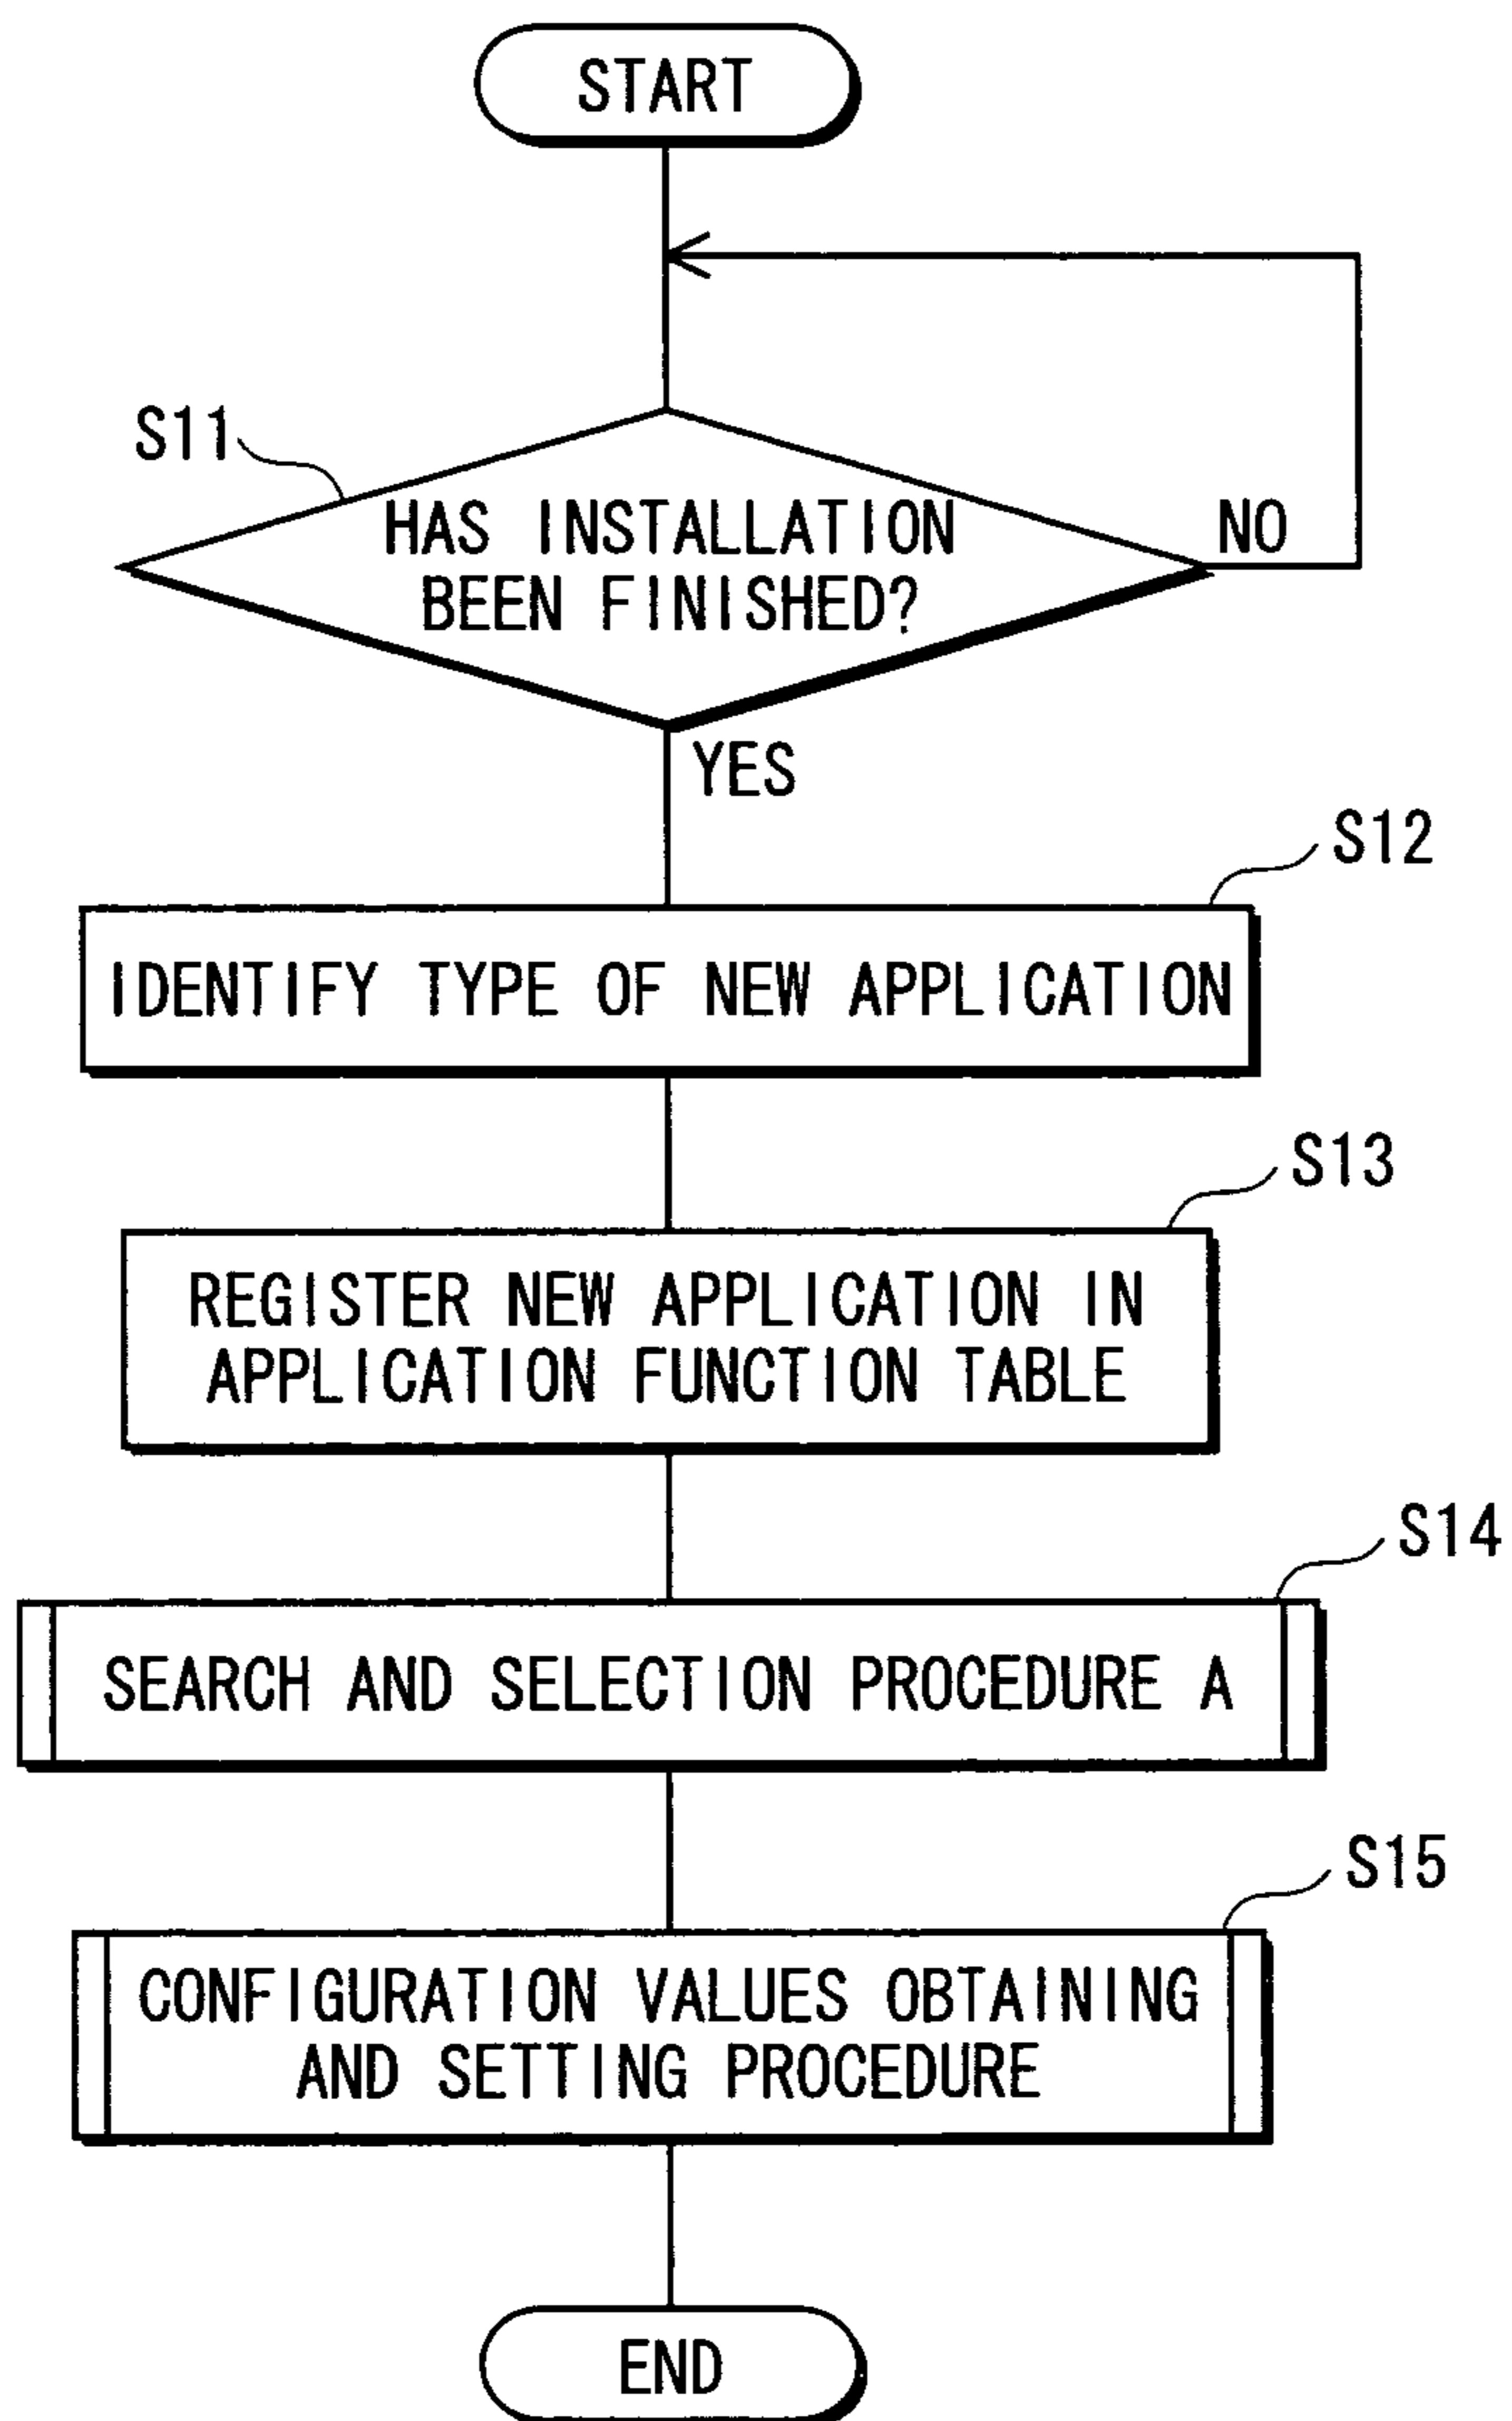 START
S11
HAS INSTALLATION
BEEN FINISHED?
NO
YES
S12
IDENTIFY TYPE OF NEW APPLICATION
S13
REGISTER NEW APPLICATION IN
APPLICATION FUNCTION TABLE
S14
SEARCH AND SELECTION PROCEDURE A
S15
CONFIGURATION VALUES OBTAINING
AND SETTING PROCEDURE
END